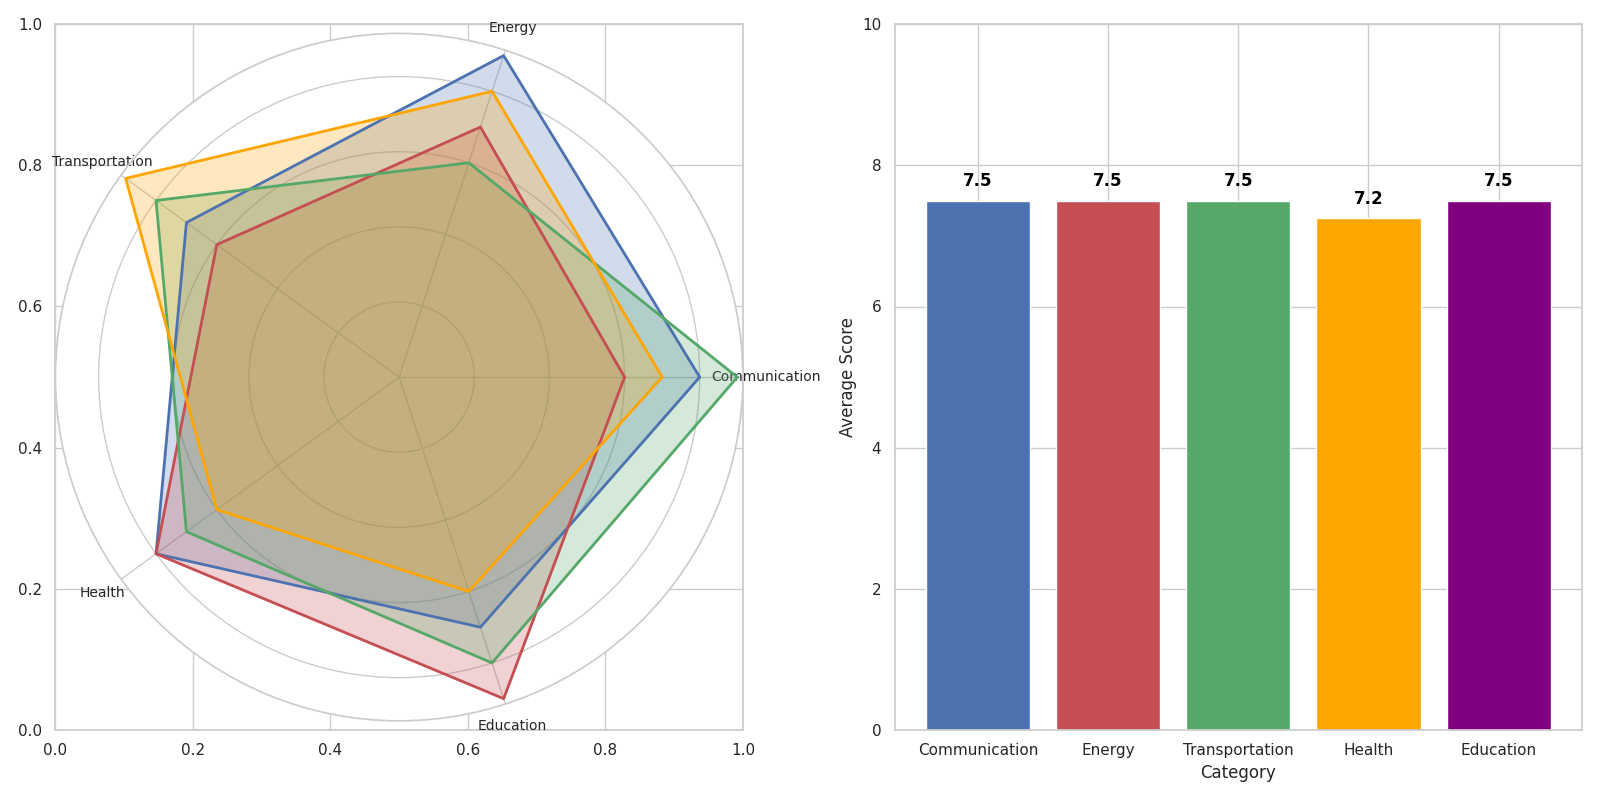 1.0
0.8
0.6
0.4
0.2
0.0
0.0 0.2 0.4 0.6 0.8 1.0
Energy
Transportation
Communication
Health
Education
10
8
6
4
2
0
Average Score
7.5 7.5 7.5 7.2 7.5
Communication Energy Transportation Health Education
Category